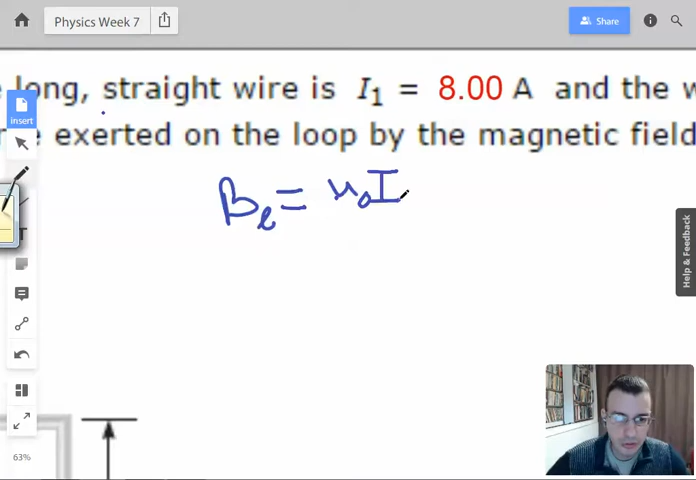 Physics Week 7
Share
long, straight wire is I₁ = 8.00 A and the w
insert
e exerted on the loop by the magnetic field
Bₗ = μ₀I
Help & Feedback
63%